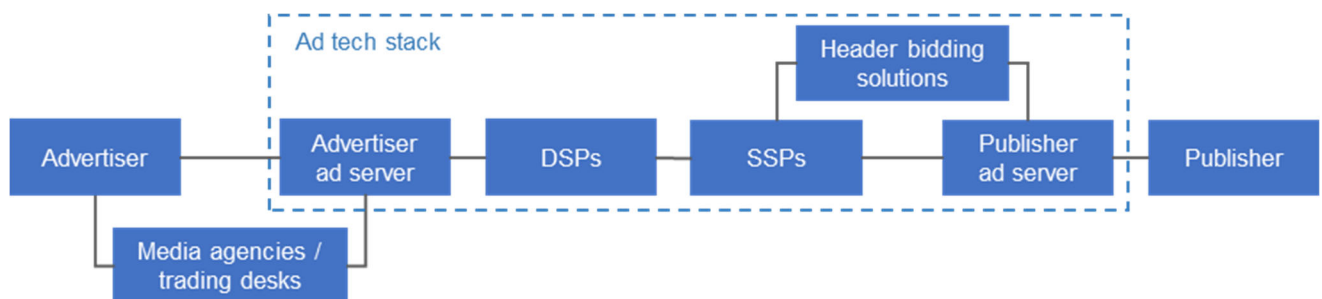 Ad tech stack
Header bidding
solutions
Advertiser
Advertiser
ad server
DSPs
SSPs
Publisher
ad server
Publisher
Media agencies /
trading desks